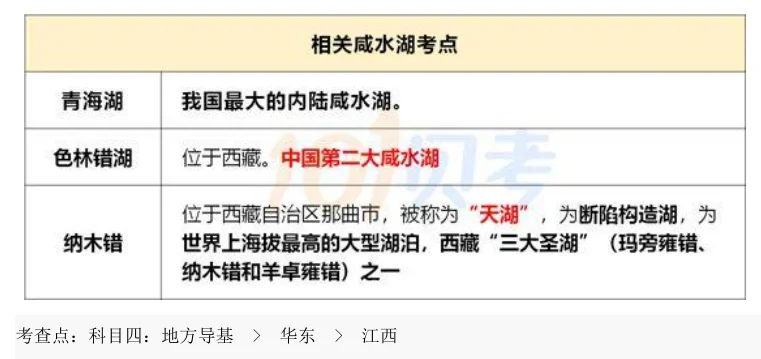 相关咸水湖考点
青海湖 我国最大的内陆咸水湖。
色林错湖 位于西藏。中国第二大咸水湖
位于西藏自治区那曲市，被称为“天湖”，为断陷构造湖，为
纳木错 世界上海拔最高的大型湖泊，西藏“三大圣湖”（玛旁雍错、
纳木错和羊卓雍错）之一
101贝考
考查点：科目四：地方导基 > 华东 > 江西